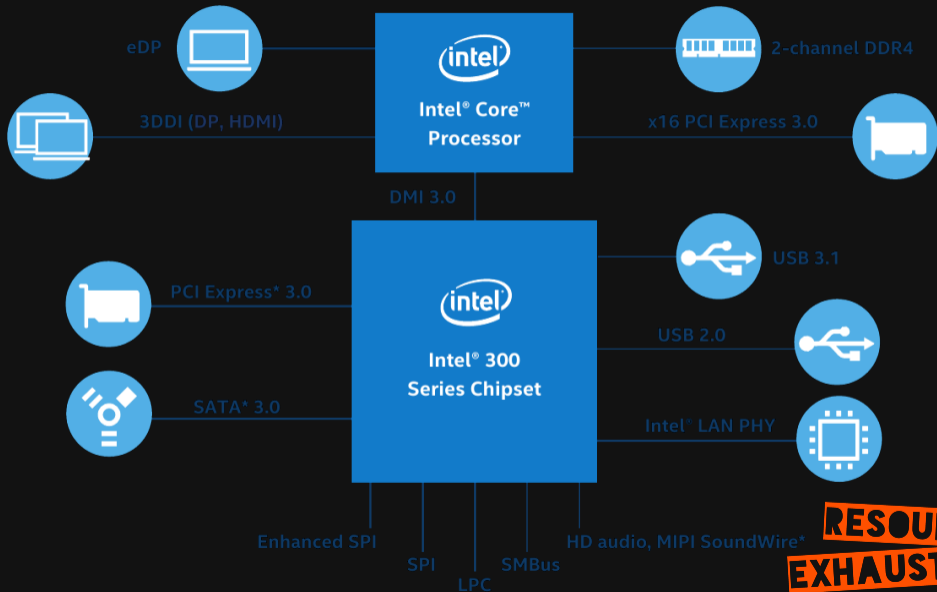 eDP
intel
Intel® Core™
Processor
2-channel DDR4
3DDI (DP, HDMI)
x16 PCI Express 3.0
DMI 3.0
USB 3.1
PCI Express* 3.0
intel
Intel® 300
Series Chipset
USB 2.0
SATA* 3.0
Intel® LAN PHY
Enhanced SPI
SPI
LPC
SMBus
HD audio, MIPI SoundWire*
EXHAUST